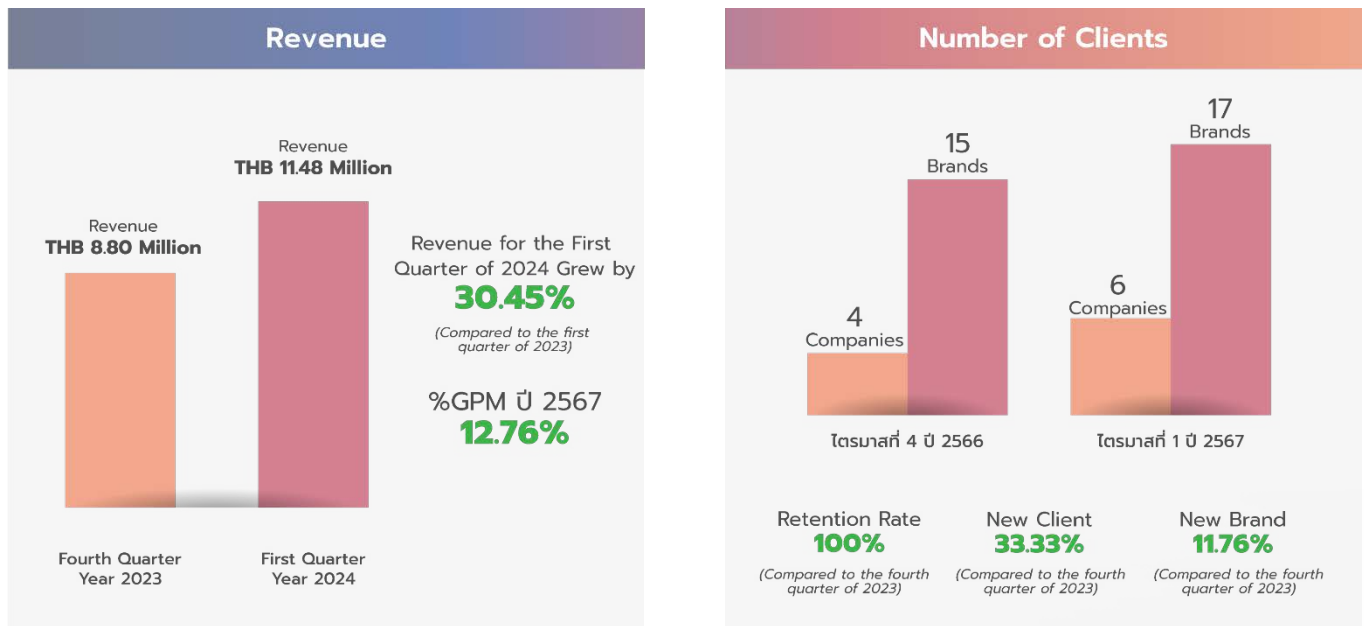 Revenue
Revenue
THB 8.80 Million
Revenue
THB 11.48 Million
Revenue for the First
Quarter of 2024 Grew by
30.45%
(Compared to the first
quarter of 2023)
%GPM ปี 2567
12.76%
Fourth Quarter
Year 2023
First Quarter
Year 2024
Number of Clients
4
Companies
15
Brands
6
Companies
17
Brands
ไตรมาสที่ 4 ปี 2566
ไตรมาสที่ 1 ปี 2567
Retention Rate
100%
(Compared to the fourth
quarter of 2023)
New Client
33.33%
(Compared to the fourth
quarter of 2023)
New Brand
11.76%
(Compared to the fourth
quarter of 2023)